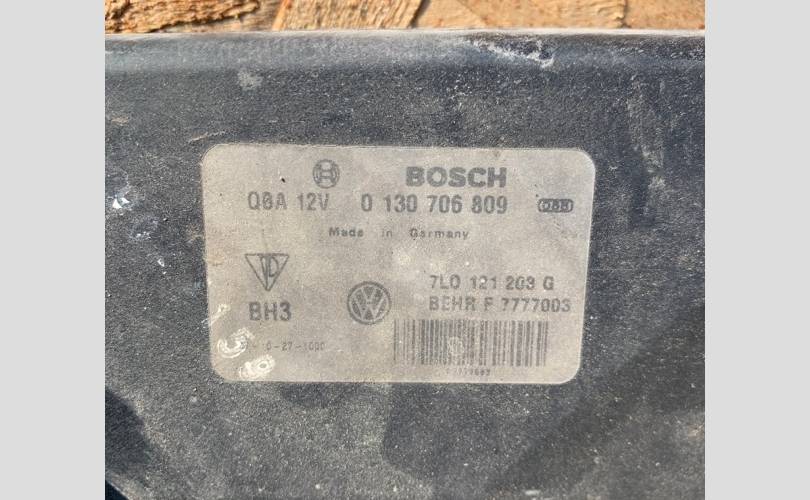 BOSCH
QBA 12V 0 130 706 809
Made in Germany
7L0 121 203 G
BH3
BEHR F 7777003